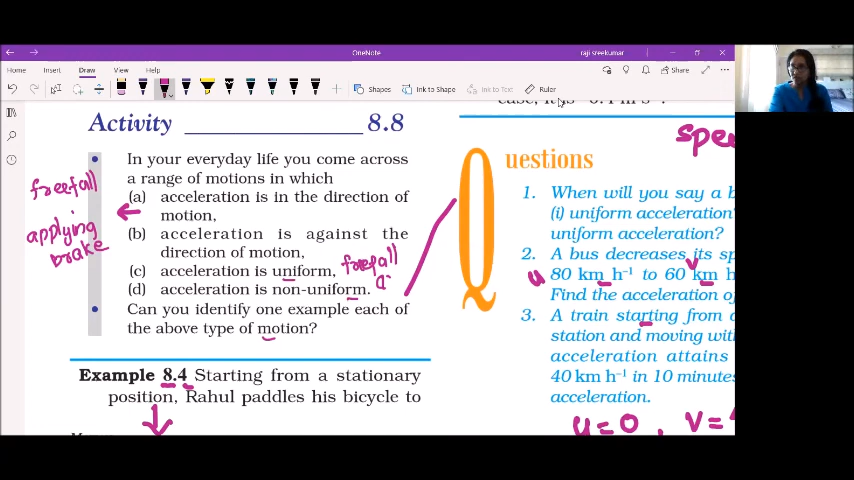 OneNote
raji sreekumar
Home Insert Draw View Help
Share
Shapes
Ink to Shape
Ink to Text
Ruler
Activity 8.8
In your everyday life you come across
a range of motions in which
(a) acceleration is in the direction of
motion,
(b) acceleration is against the
direction of motion,
(c) acceleration is uniform,
(d) acceleration is non-uniform.
Can you identify one example each of
the above type of motion?
freefall
applying
brake
freefall
Example 8.4 Starting from a stationary
position, Rahul paddles his bicycle to
spee
uestions
1. When will you say a b
(i) uniform acceleration?
uniform acceleration?
2. A bus decreases its sp
80 km h⁻¹ to 60 km h
Find the acceleration of
3. A train starting from a
station and moving with
acceleration attains
40 km h⁻¹ in 10 minutes
acceleration.
u
v
u = 0 , v =